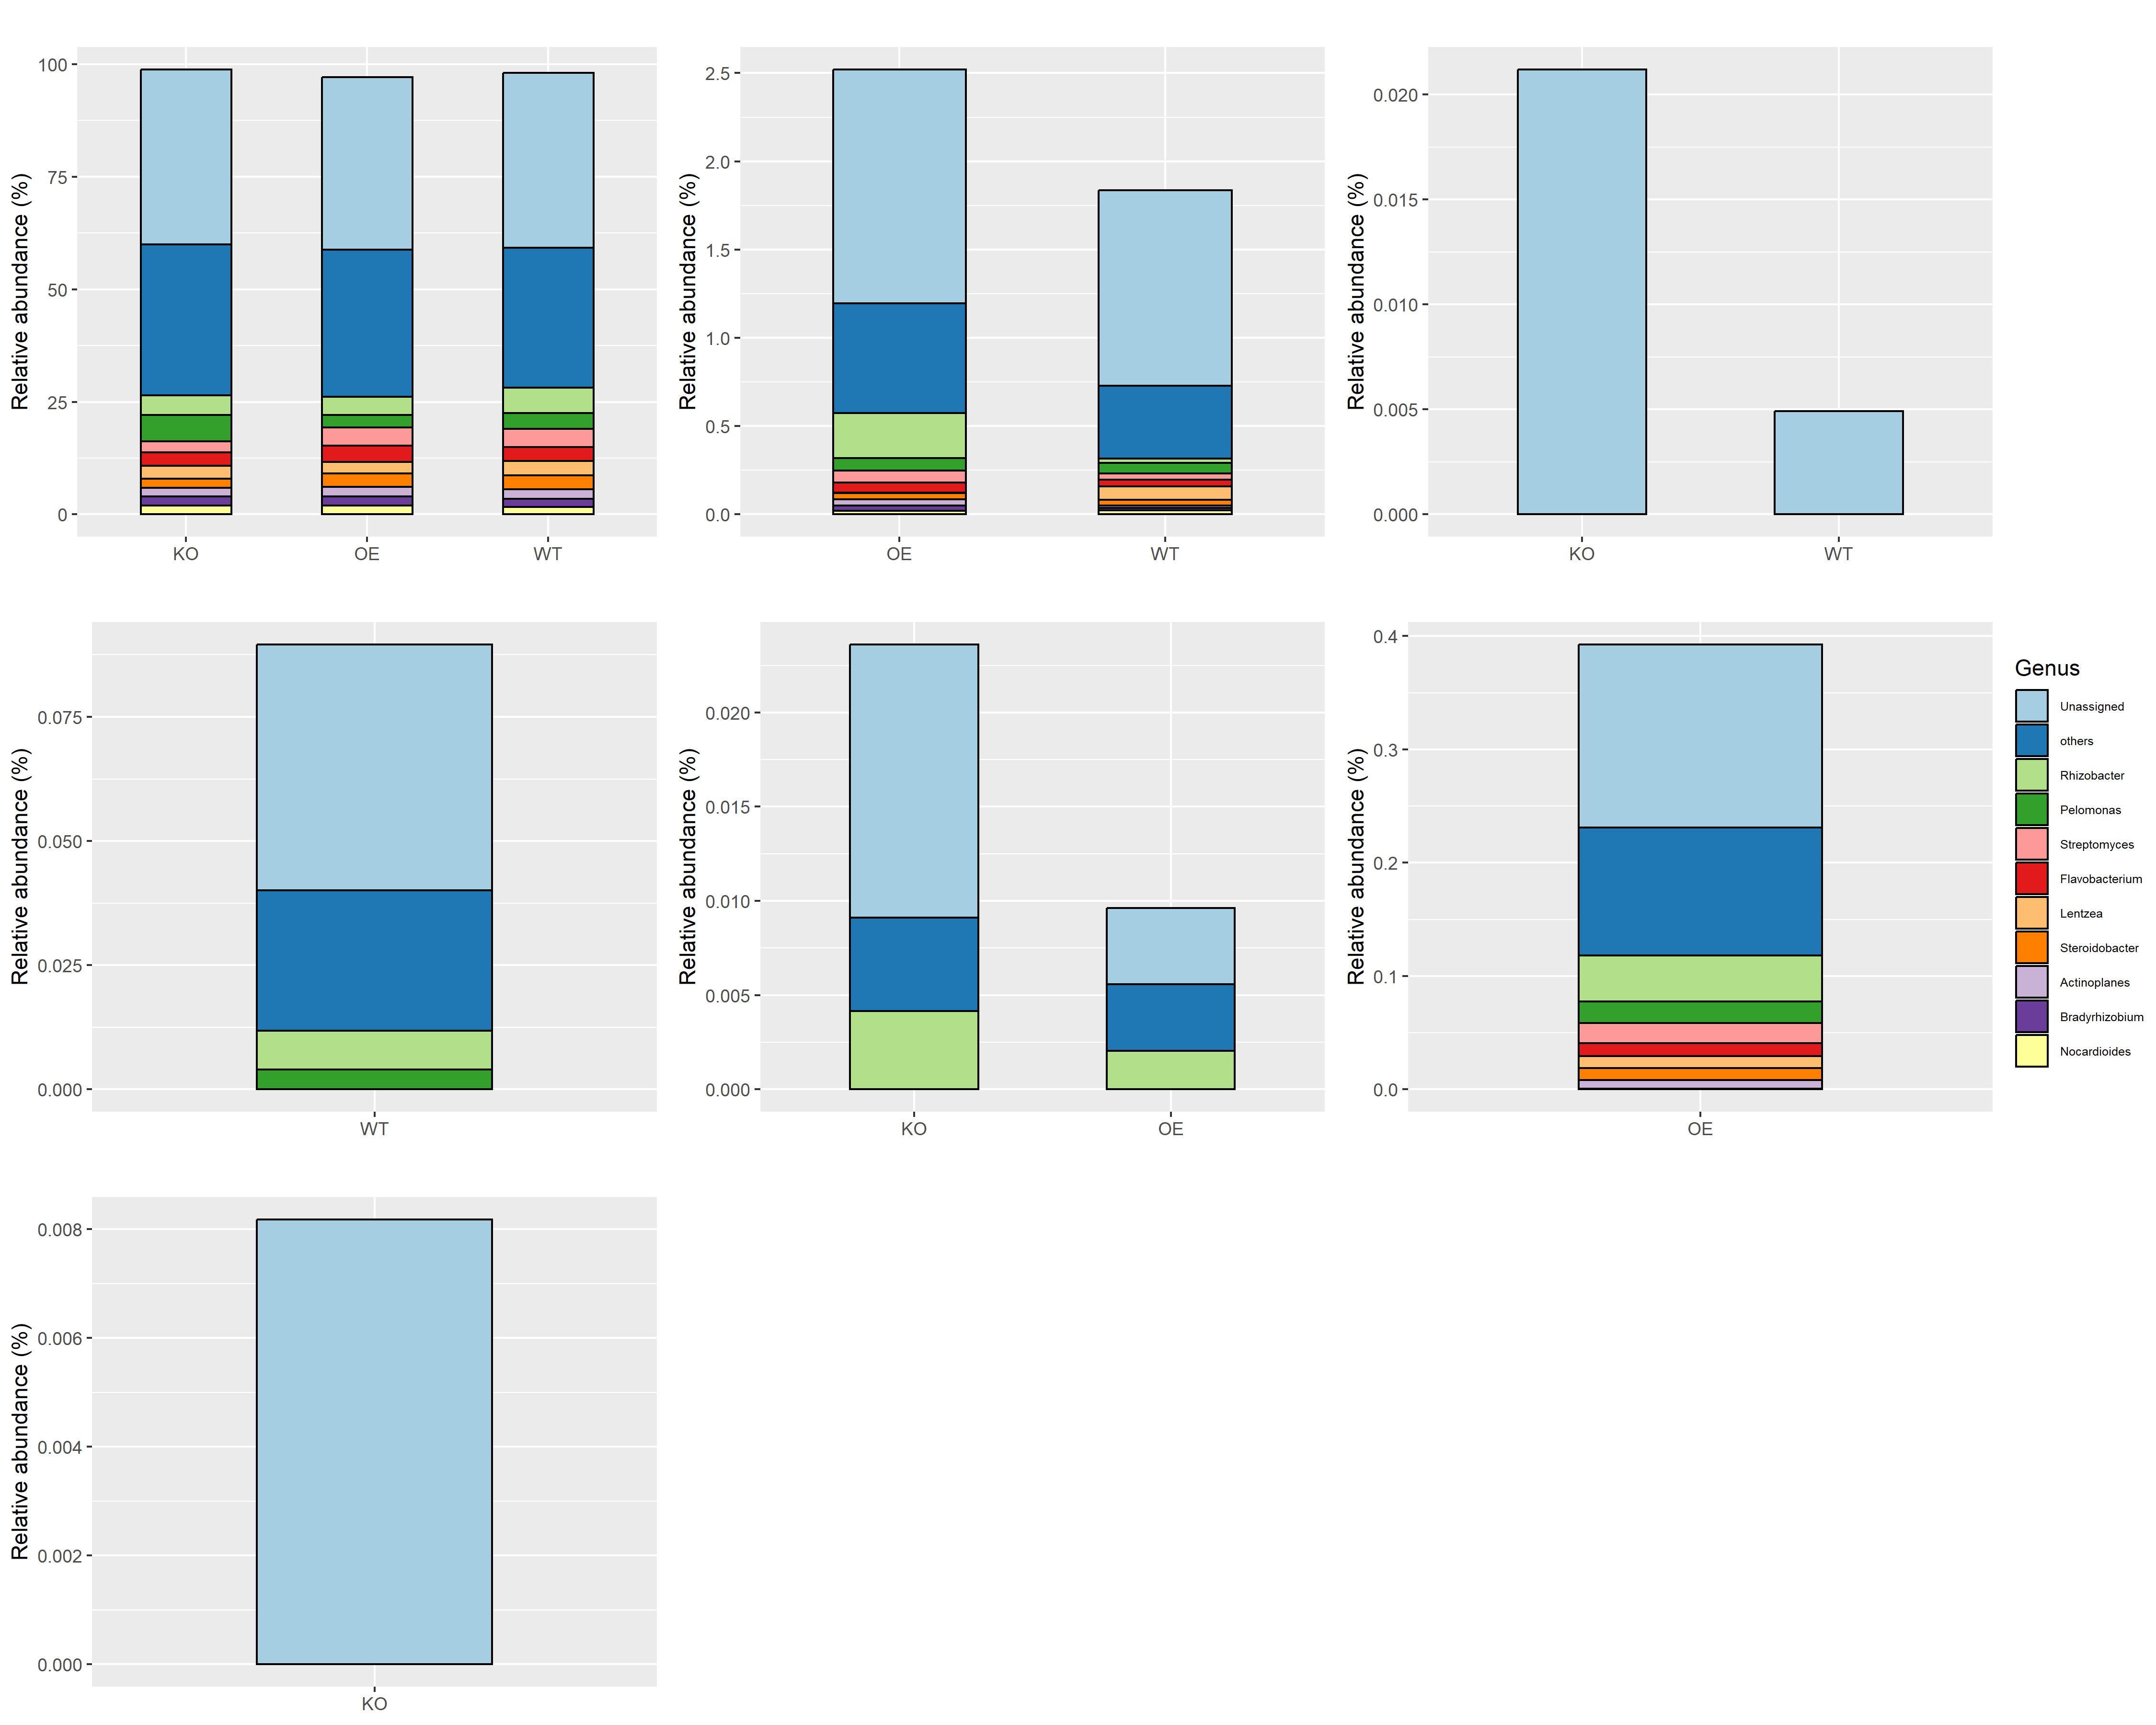 Relative abundance (%)
100
75
50
25
0
KO OE WT
Relative abundance (%)
2.5
2.0
1.5
1.0
0.5
0.0
OE WT
Relative abundance (%)
0.020
0.015
0.010
0.005
0.000
KO WT
Relative abundance (%)
0.075
0.050
0.025
0.000
WT
Relative abundance (%)
0.020
0.015
0.010
0.005
0.000
KO OE
Relative abundance (%)
0.4
0.3
0.2
0.1
0.0
OE
Genus
Unassigned
others
Rhizobacter
Pelomonas
Streptomyces
Flavobacterium
Lentzea
Steroidobacter
Actinoplanes
Bradyrhizobium
Nocardioides
Relative abundance (%)
0.008
0.006
0.004
0.002
0.000
KO